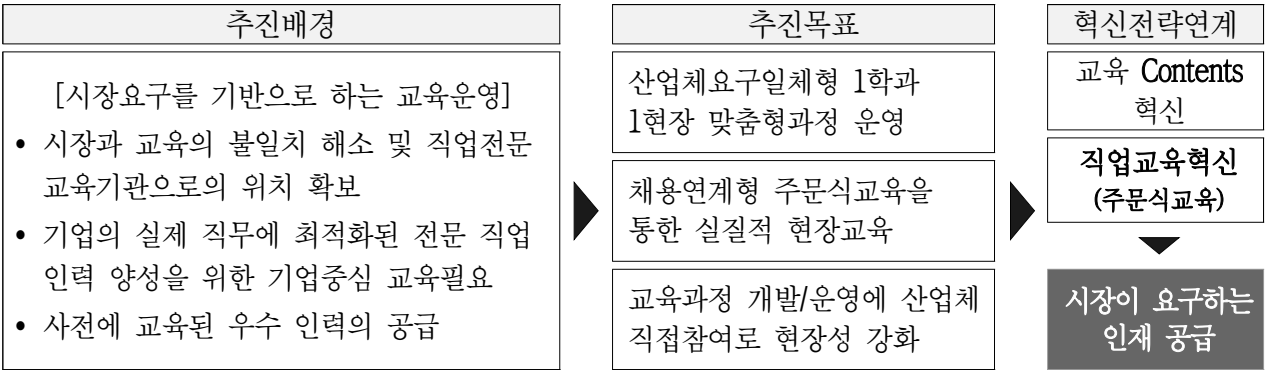 추진배경
[시장요구를 기반으로 하는 교육운영]
• 시장과 교육의 불일치 해소 및 직업전문
교육기관으로의 위치 확보
• 기업의 실제 직무에 최적화된 전문 직업
인력 양성을 위한 기업중심 교육필요
• 사전에 교육된 우수 인력의 공급
추진목표
산업체요구일체형 1학과
1현장 맞춤형과정 운영
채용연계형 주문식교육을
통한 실질적 현장교육
교육과정 개발/운영에 산업체
직접참여로 현장성 강화
혁신전략연계
교육 Contents
혁신
직업교육혁신
(주문식교육)
시장이 요구하는
인재 공급